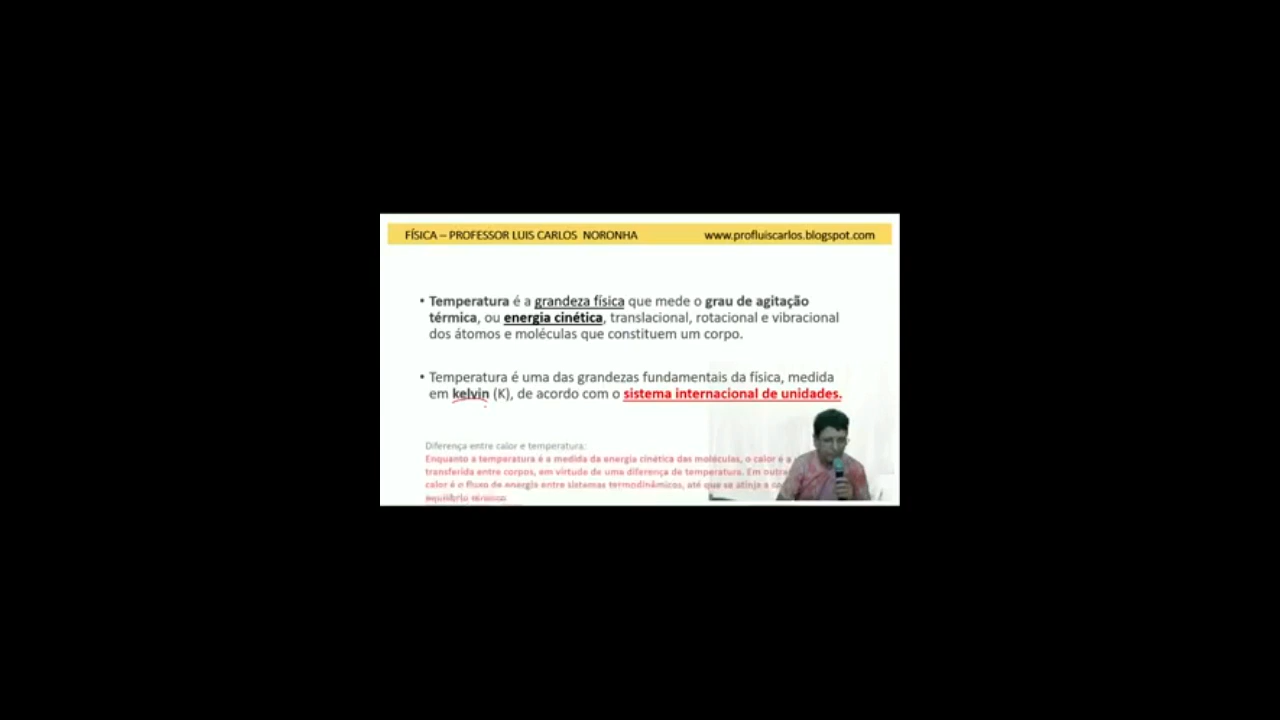 FÍSICA – PROFESSOR LUIS CARLOS NORONHA www.profluiscarlos.blogspot.com
• Temperatura é a grandeza física que mede o grau de agitação
térmica, ou energia cinética, translacional, rotacional e vibracional
dos átomos e moléculas que constituem um corpo.
• Temperatura é uma das grandezas fundamentais da física, medida
em kelvin (K), de acordo com o sistema internacional de unidades.
Diferença entre calor e temperatura:
Enquanto a temperatura é a medida da energia cinética das moléculas, o calor é a
transferida entre corpos, em virtude de uma diferença de temperatura. Em
calor é o fluxo de energia entre sistemas termodinâmicos, até que se atinja
equilíbrio térmico